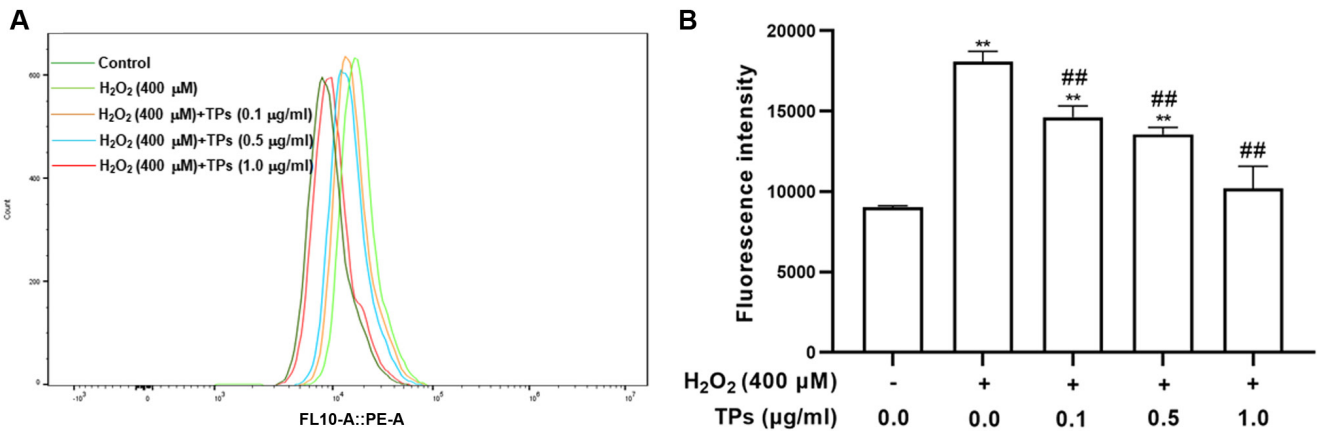 A
Control
H₂O₂ (400 μM)
H₂O₂ (400 μM)+TPs (0.1 μg/ml)
H₂O₂ (400 μM)+TPs (0.5 μg/ml)
H₂O₂ (400 μM)+TPs (1.0 μg/ml)
600
400
200
0
Count
-10³ 0 10³ 10⁴ 10⁵ 10⁶ 10⁷
FL10-A::PE-A
B
Fluorescence intensity
20000
15000
10000
5000
0
**
##
**
##
**
##
H₂O₂ (400 μM) - + + + +
TPs (μg/ml) 0.0 0.0 0.1 0.5 1.0